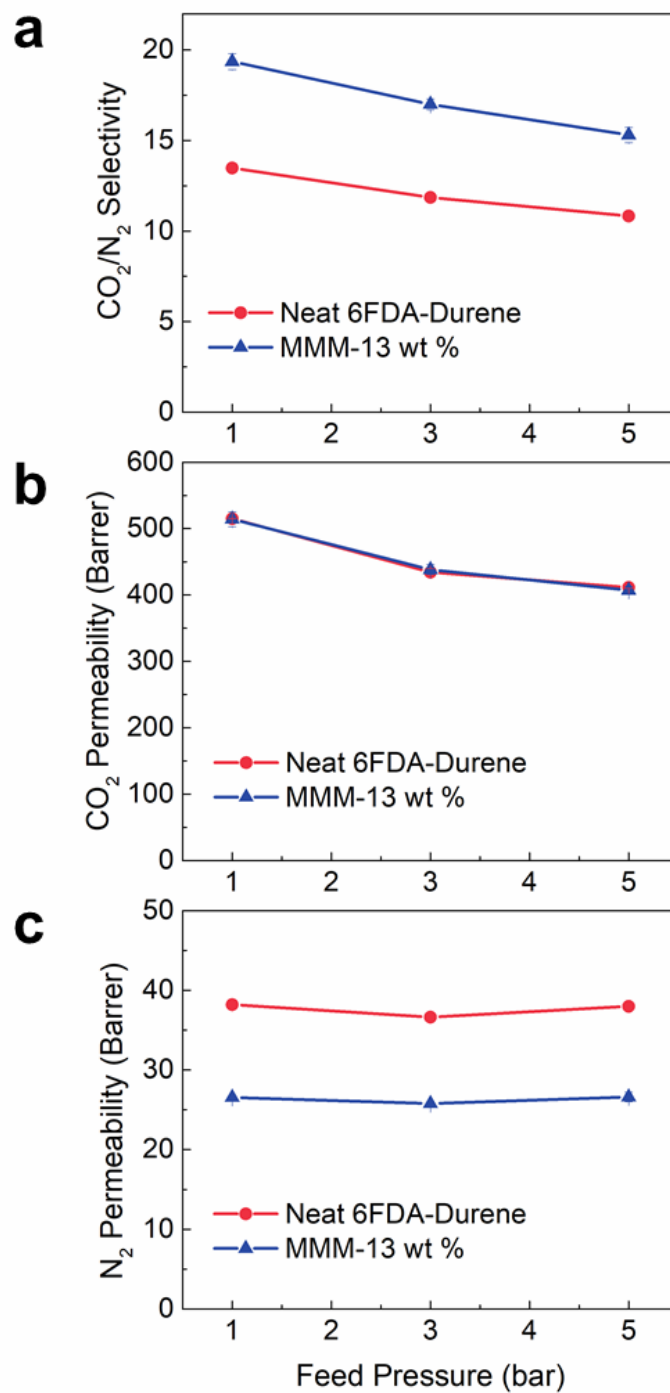 a
CO₂/N₂ Selectivity
20
15
10
5
0
Neat 6FDA-Durene
MMM-13 wt %
1 2 3 4 5
b
CO₂ Permeability (Barrer)
600
500
400
300
200
100
0
Neat 6FDA-Durene
MMM-13 wt %
1 2 3 4 5
c
N₂ Permeability (Barrer)
50
40
30
20
10
0
Neat 6FDA-Durene
MMM-13 wt %
1 2 3 4 5
Feed Pressure (bar)